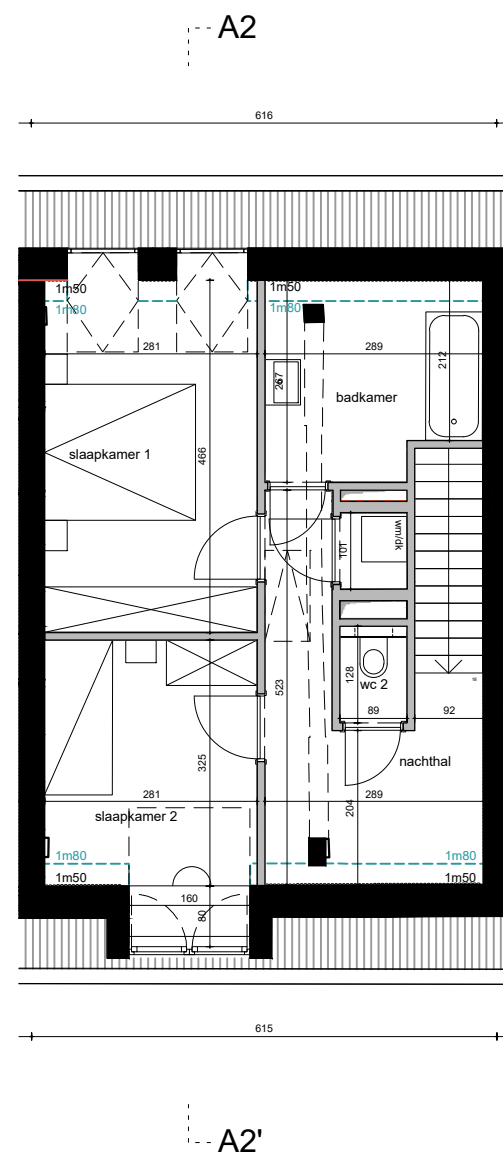 A2
616
1m50
1m80
1m50
1m80
281
289
267
212
badkamer
slaapkamer 1
466
wm/dk
101
523
128
wc 2
89
92
325
nachthal
281
289
slaapkamer 2
204
1m80
1m50
1m80
1m50
160
80
615
A2'